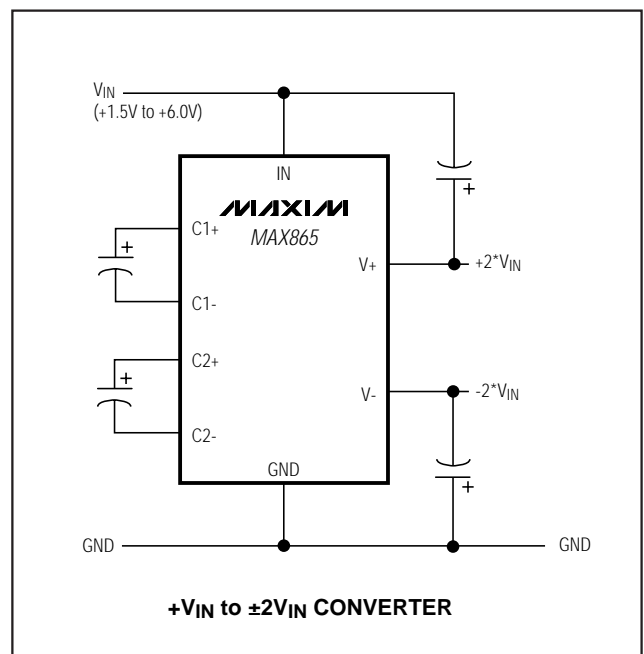 VIN
(+1.5V to +6.0V)
IN
MAXIM
MAX865
C1+
C1-
C2+
C2-
V+
V-
GND
+
+
+
+
+2*VIN
-2*VIN
GND
GND
+VIN to ±2VIN CONVERTER